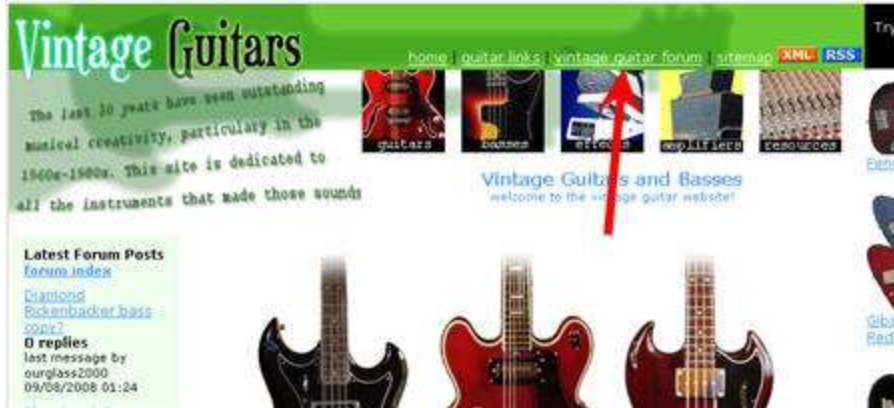 Vintage Guitars
home | guitar links | vintage guitar forum | sitemap XML RSS
Try
The last 50 years have seen outstanding
musical creativity, particulary in the
1960s-1980s. This site is dedicated to
all the instruments that made those sounds
guitars basses effects amplifiers resources
Vintage Guitars and Basses
welcome to the vintage guitar website!
Latest Forum Posts
forum index
Diamond
Rickenbacker bass
copy?
0 replies
last message by
ourglass2000
09/08/2008 01:24